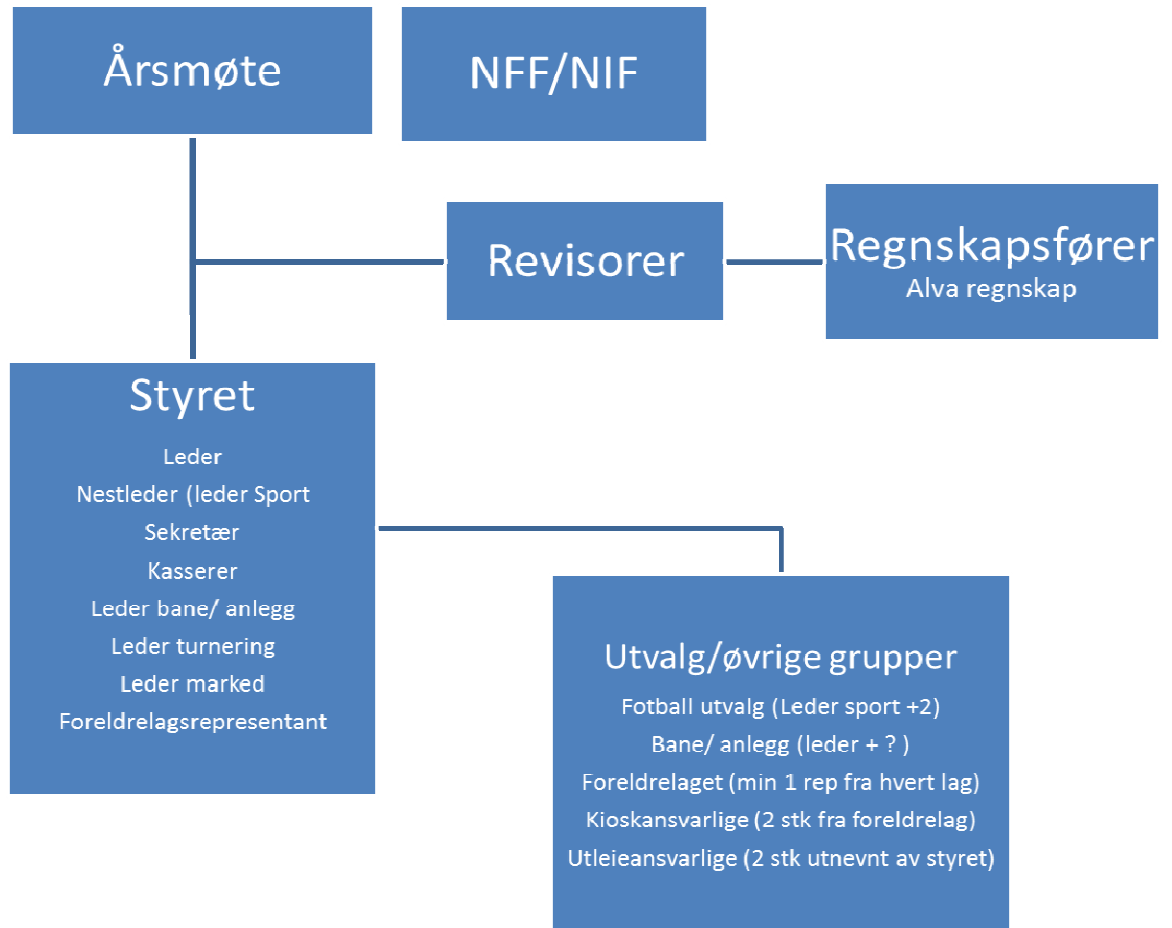 Årsmøte
NFF/NIF
Revisorer
Regnskapsfører
Alva regnskap
Styret
Leder
Nestleder (leder Sport
Sekretær
Kasserer
Leder bane/ anlegg
Leder turnering
Leder marked
Foreldrelagsrepresentant
Utvalg/øvrige grupper
Fotball utvalg (Leder sport +2)
Bane/ anlegg (leder + ? )
Foreldrelaget (min 1 rep fra hvert lag)
Kioskansvarlige (2 stk fra foreldrelag)
Utleieansvarlige (2 stk utnevnt av styret)